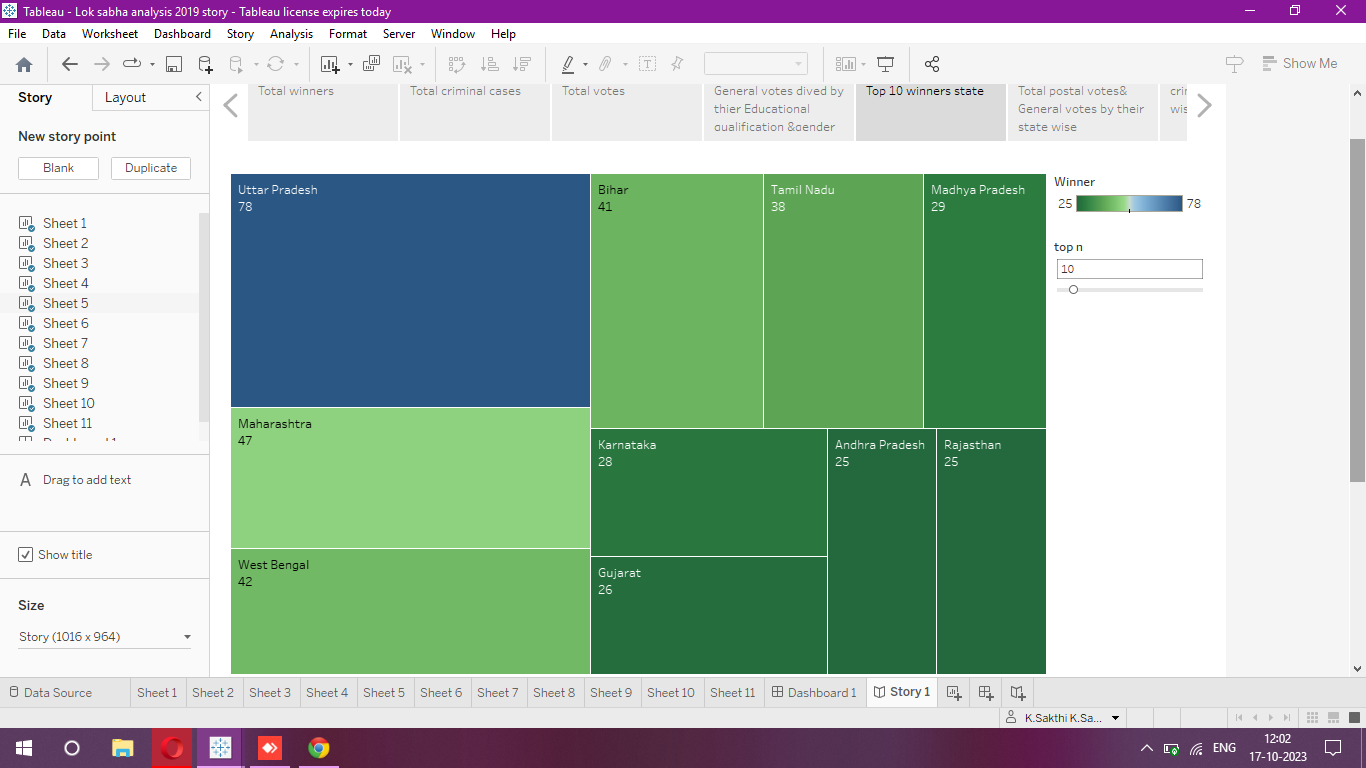 Tableau - Lok sabha analysis 2019 story - Tableau license expires today
File Data Worksheet Dashboard Story Analysis Format Server Window Help
Show Me
Story Layout
New story point
Blank Duplicate
Sheet 1
Sheet 2
Sheet 3
Sheet 4
Sheet 5
Sheet 6
Sheet 7
Sheet 8
Sheet 9
Sheet 10
Sheet 11
A Drag to add text
Show title
Size
Story (1016 x 964)
Total winners
Total criminal cases
Total votes
General votes dived by
thier Educational
qualification &gender
Top 10 winners state
Total postal votes&
General votes by their
state wise
Uttar Pradesh
78
Maharashtra
47
West Bengal
42
Bihar
41
Tamil Nadu
38
Madhya Pradesh
29
Karnataka
28
Gujarat
26
Andhra Pradesh
25
Rajasthan
25
Winner
25 78
top n
10
Data Source Sheet 1 Sheet 2 Sheet 3 Sheet 4 Sheet 5 Sheet 6 Sheet 7 Sheet 8 Sheet 9 Sheet 10 Sheet 11 Dashboard 1 Story 1
K.Sakthi K.Sa...
ENG
12:02
17-10-2023